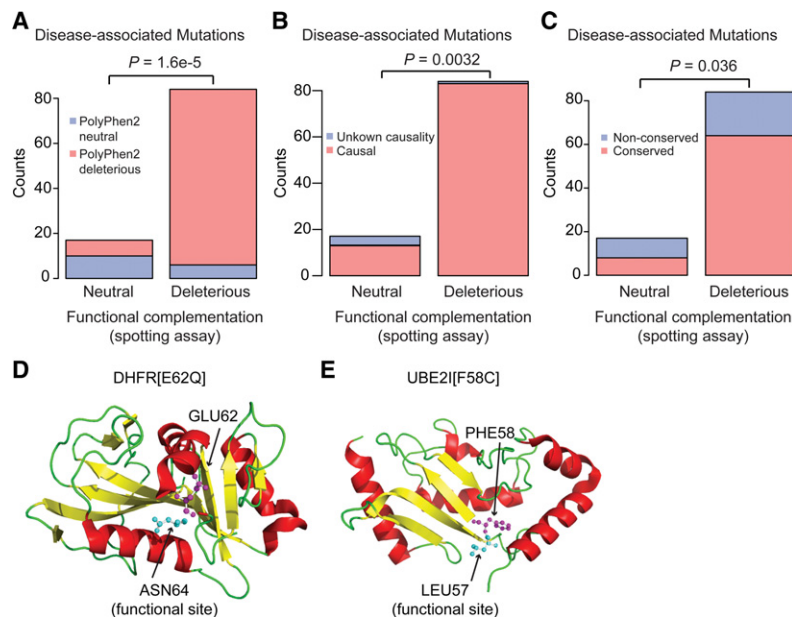 A
Disease-associated Mutations
P = 1.6e-5
80
60
40
20
0
Counts
PolyPhen2
neutral
PolyPhen2
deleterious
Neutral
Deleterious
Functional complementation
(spotting assay)
B
Disease-associated Mutations
P = 0.0032
80
60
40
20
0
Counts
Unkown causality
Causal
Neutral
Deleterious
Functional complementation
(spotting assay)
C
Disease-associated Mutations
P = 0.036
80
60
40
20
0
Counts
Non-conserved
Conserved
Neutral
Deleterious
Functional complementation
(spotting assay)
D
DHFR[E62Q]
GLU62
ASN64
(functional site)
E
UBE2I[F58C]
PHE58
LEU57
(functional site)